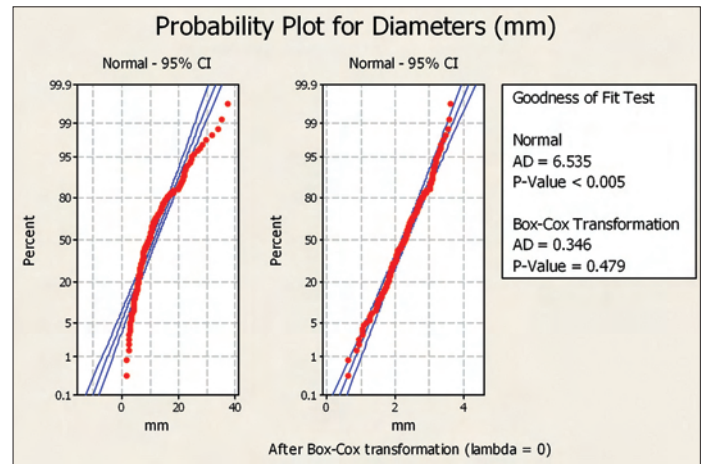 Probability Plot for Diameters (mm)
Normal - 95% CI
Normal - 95% CI
99.9
99
95
80
50
20
5
1
0.1
Percent
0
20
40
mm
99.9
99
95
80
50
20
5
1
0.1
Percent
0
2
4
mm
Goodness of Fit Test
Normal
AD = 6.535
P-Value < 0.005
Box-Cox Transformation
AD = 0.346
P-Value = 0.479
After Box-Cox transformation (lambda = 0)